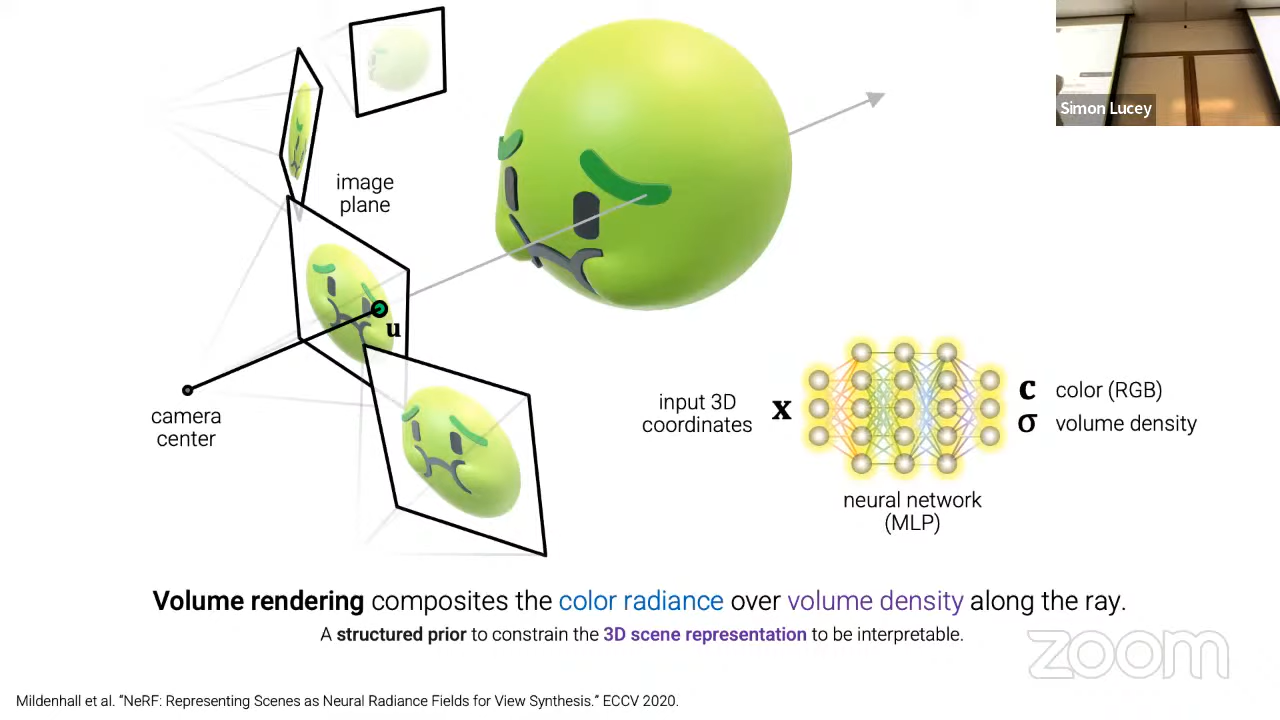 Simon Lucey
image
plane
u
camera
center
input 3D
coordinates
x
c color (RGB)
σ volume density
neural network
(MLP)
Volume rendering composites the color radiance over volume density along the ray.
A structured prior to constrain the 3D scene representation to be interpretable.
zoom
Mildenhall et al. “NeRF: Representing Scenes as Neural Radiance Fields for View Synthesis.” ECCV 2020.